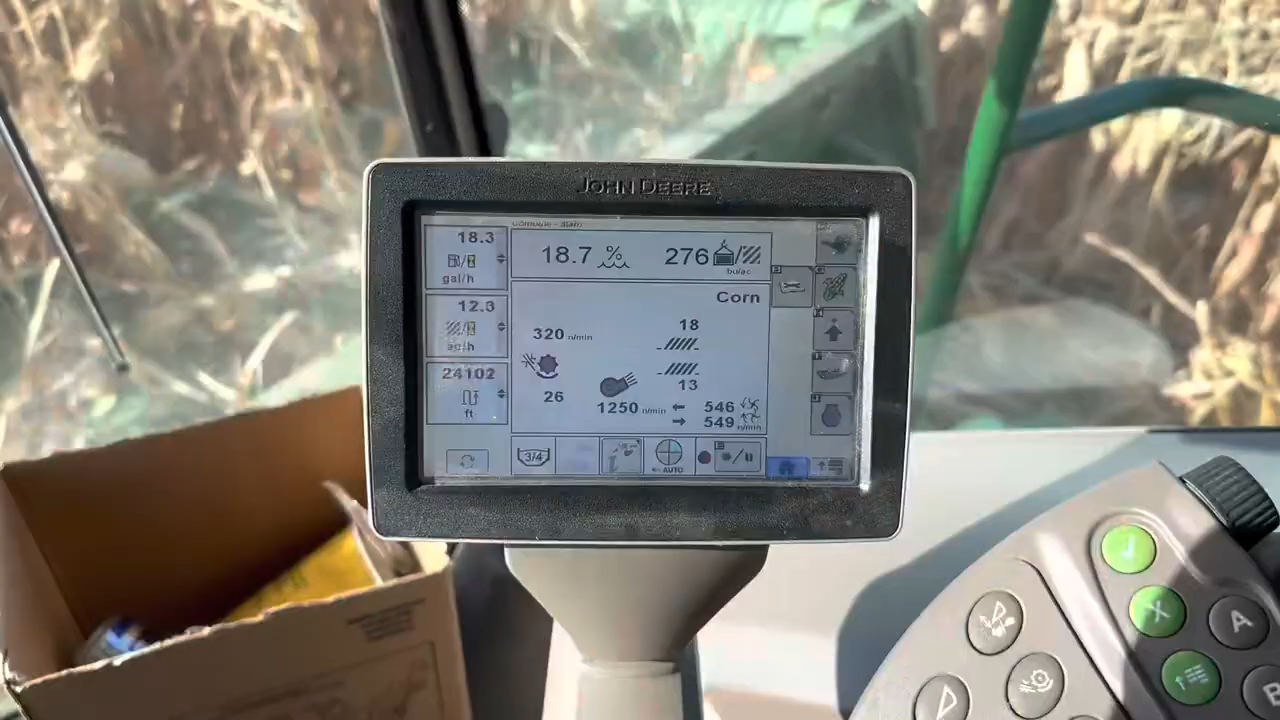 JOHN DEERE
18.3
gal/h
18.7 %
276
bu/ac
12.3
ac/h
Corn
320 n/min
18
24102
ft
26
13
1250 n/min
546
549 n/min
3/4
AUTO
A
B